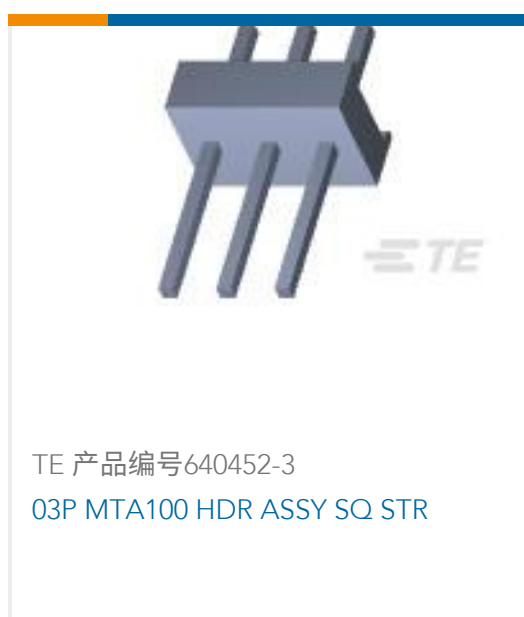 TE
TE 产品编号640452-3
03P MTA100 HDR ASSY SQ STR